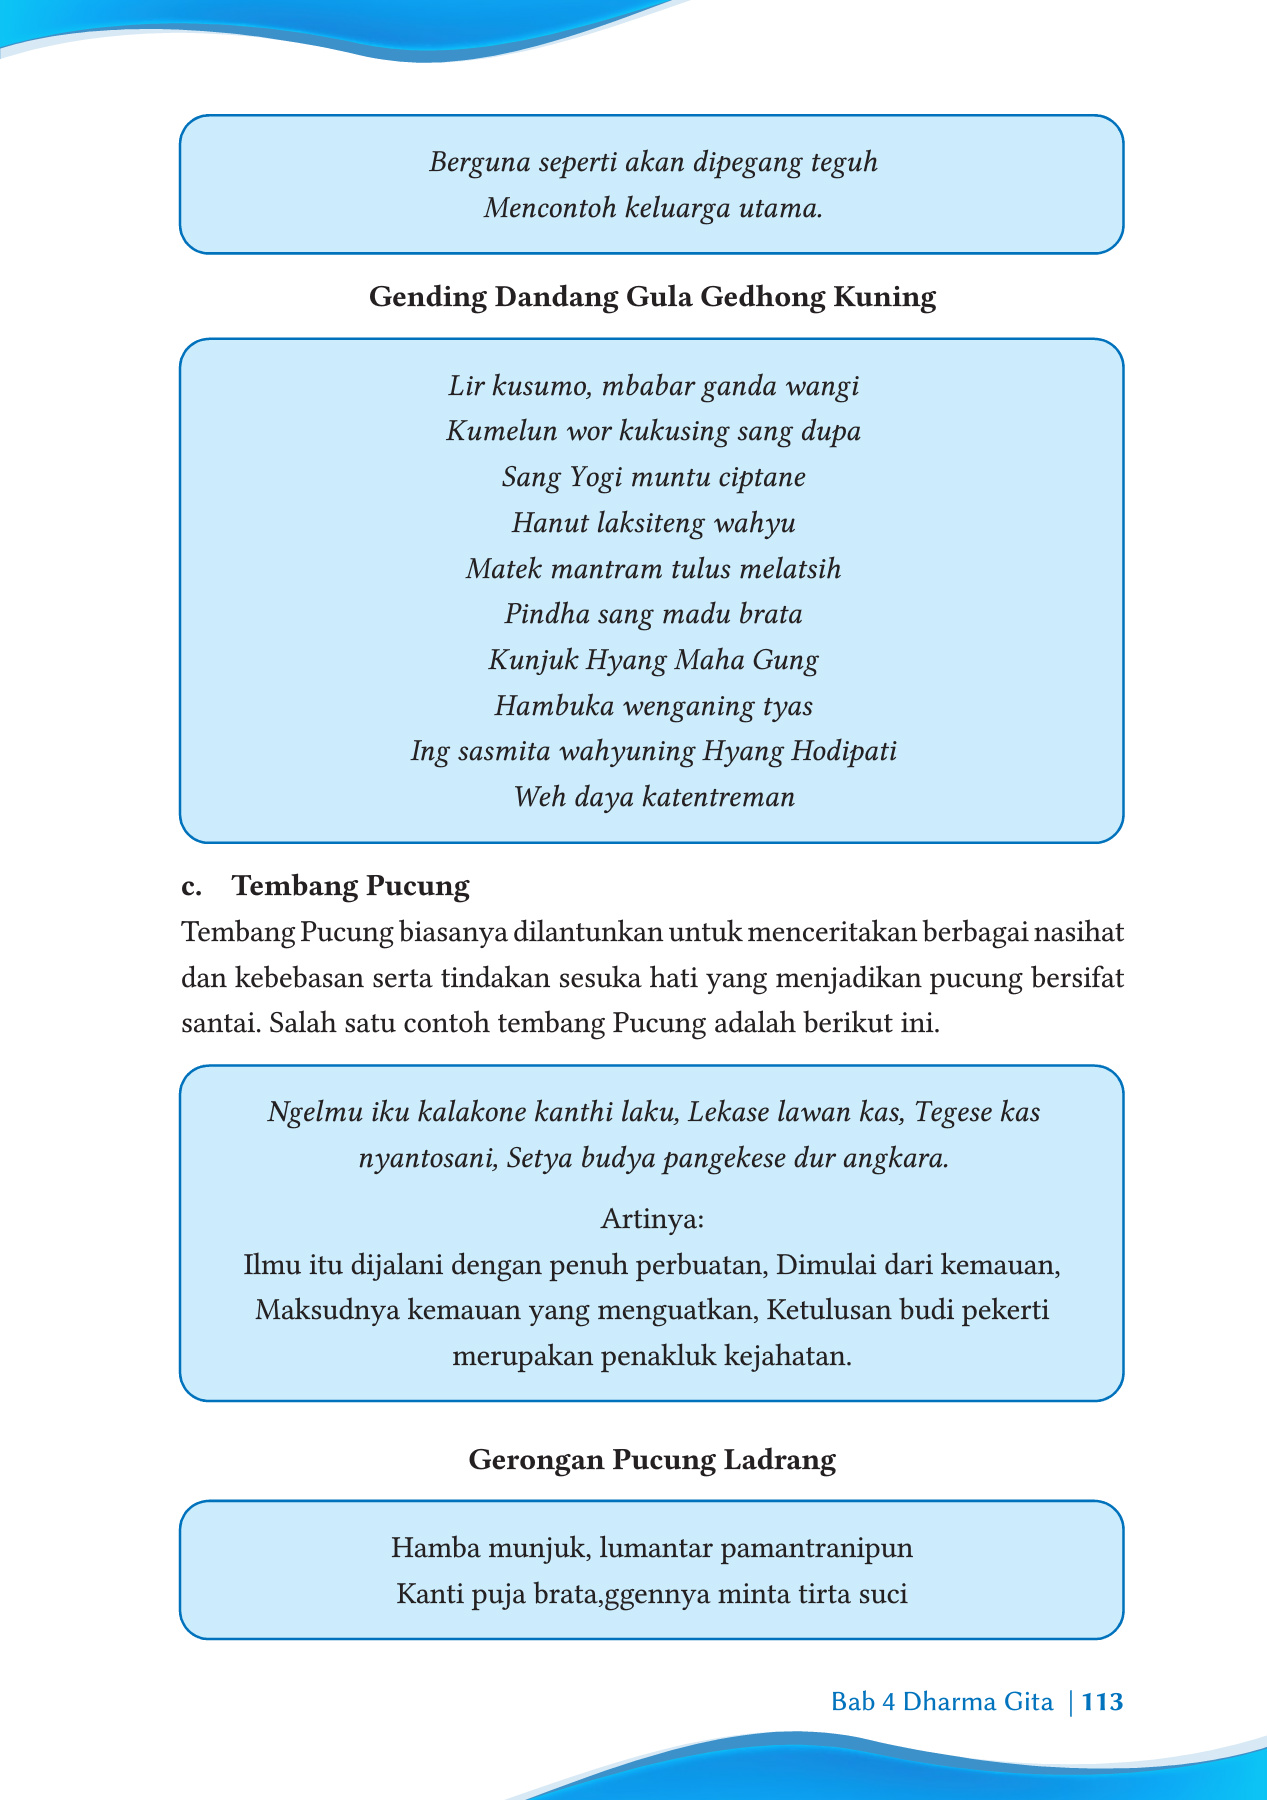 Berguna seperti akan dipegang teguh
Mencontoh keluarga utama.
Gending Dandang Gula Gedhong Kuning
Lir kusumo, mbabar ganda wangi
Kumelun wor kukusing sang dupa
Sang Yogi muntu ciptane
Hanut laksiteng wahyu
Matek mantram tulus melatsih
Pindha sang madu brata
Kunjuk Hyang Maha Gung
Hambuka wenganing tyas
Ing sasmita wahyuning Hyang Hodipati
Weh daya katentreman
c. Tembang Pucung
Tembang Pucung biasanya dilantunkan untuk menceritakan berbagai nasihat
dan kebebasan serta tindakan sesuka hati yang menjadikan pucung bersifat
santai. Salah satu contoh tembang Pucung adalah berikut ini.
Ngelmu iku kalakone kanthi laku, Lekase lawan kas, Tegese kas
nyantosani, Setya budya pangekese dur angkara.
Artinya:
Ilmu itu dijalani dengan penuh perbuatan, Dimulai dari kemauan,
Maksudnya kemauan yang menguatkan, Ketulusan budi pekerti
merupakan penakluk kejahatan.
Gerongan Pucung Ladrang
Hamba munjuk, lumantar pamantranipun
Kanti puja brata,ggennya minta tirta suci
Bab 4 Dharma Gita | 113